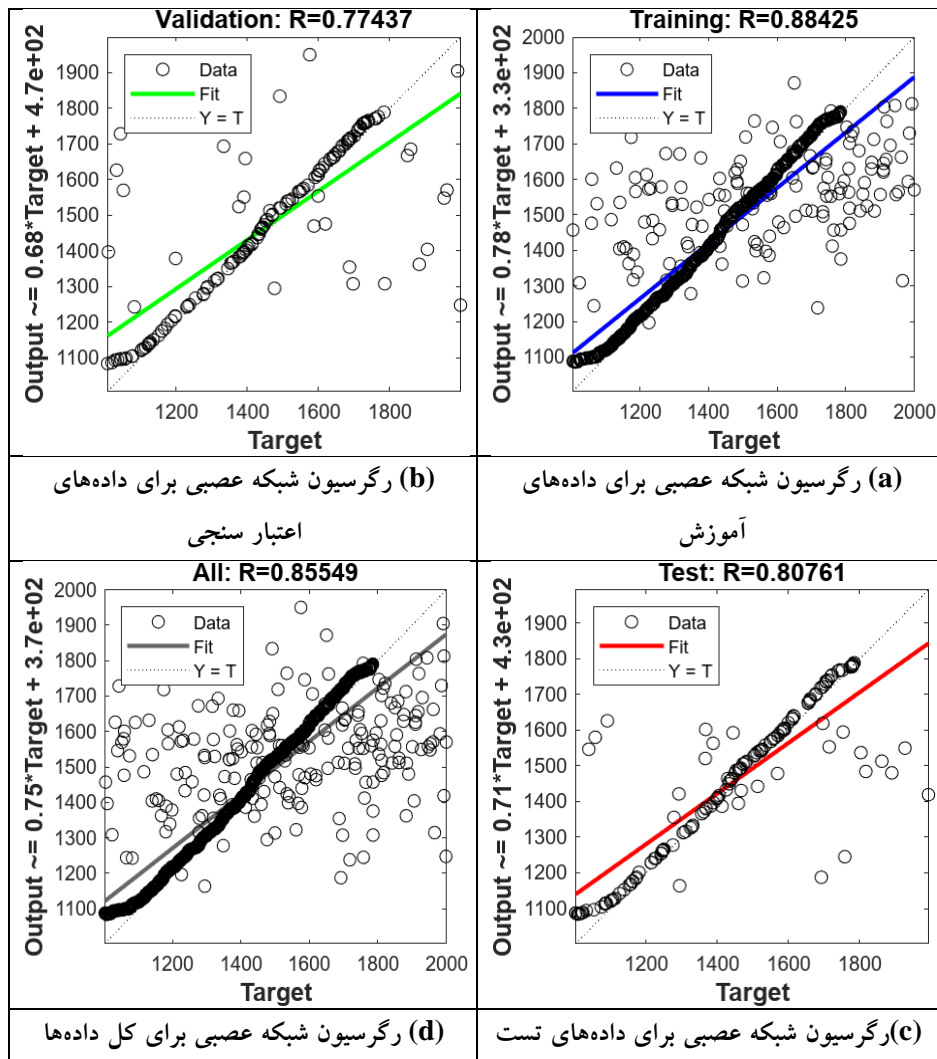 Validation: R=0.77437
Output ~= 0.68*Target + 4.7e+02
1900
1800
1700
1600
1500
1400
1300
1200
1100
Data
Fit
Y = T
1200 1400 1600 1800
Target
Training: R=0.88425
Output ~= 0.78*Target + 3.3e+02
2000
1900
1800
1700
1600
1500
1400
1300
1200
1100
Data
Fit
Y = T
1200 1400 1600 1800 2000
Target
(b) رگرسیون شبکه عصبی برای داده‌های
اعتبار سنجی
(a) رگرسیون شبکه عصبی برای داده‌های
آموزش
All: R=0.85549
Output ~= 0.75*Target + 3.7e+02
2000
1900
1800
1700
1600
1500
1400
1300
1200
1100
Data
Fit
Y = T
1200 1400 1600 1800 2000
Target
Test: R=0.80761
Output ~= 0.71*Target + 4.3e+02
1900
1800
1700
1600
1500
1400
1300
1200
1100
Data
Fit
Y = T
1200 1400 1600 1800
Target
(d) رگرسیون شبکه عصبی برای کل داده‌ها
(c)رگرسیون شبکه عصبی برای داده‌های تست